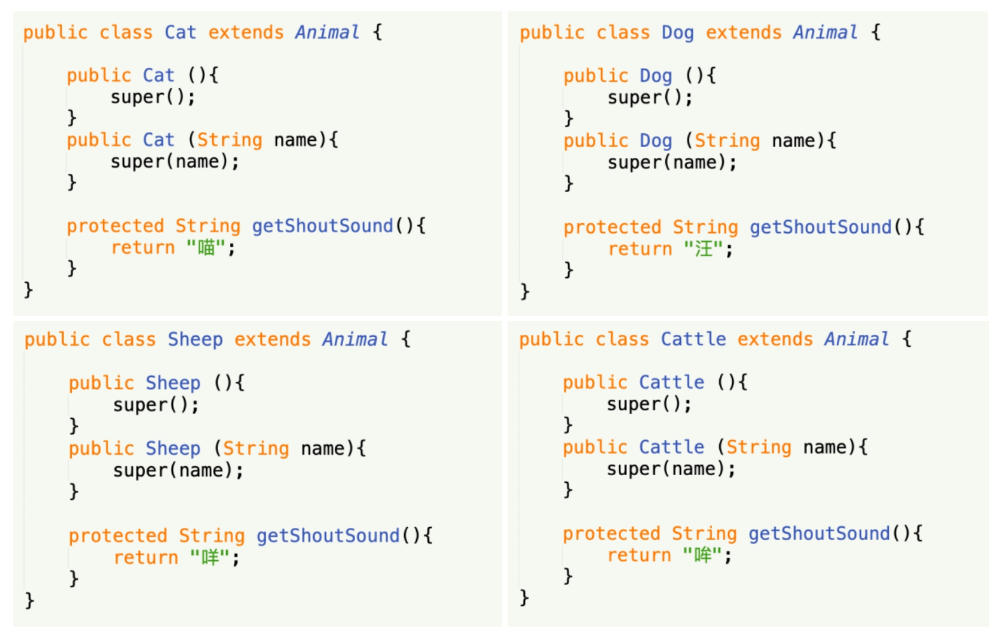 public class Cat extends Animal {
public Cat (){
super();
}
public Cat (String name){
super(name);
}
protected String getShoutSound(){
return "喵";
}
}
public class Dog extends Animal {
public Dog (){
super();
}
public Dog (String name){
super(name);
}
protected String getShoutSound(){
return "汪";
}
}
public class Sheep extends Animal {
public Sheep (){
super();
}
public Sheep (String name){
super(name);
}
protected String getShoutSound(){
return "咩";
}
}
public class Cattle extends Animal {
public Cattle (){
super();
}
public Cattle (String name){
super(name);
}
protected String getShoutSound(){
return "哞";
}
}